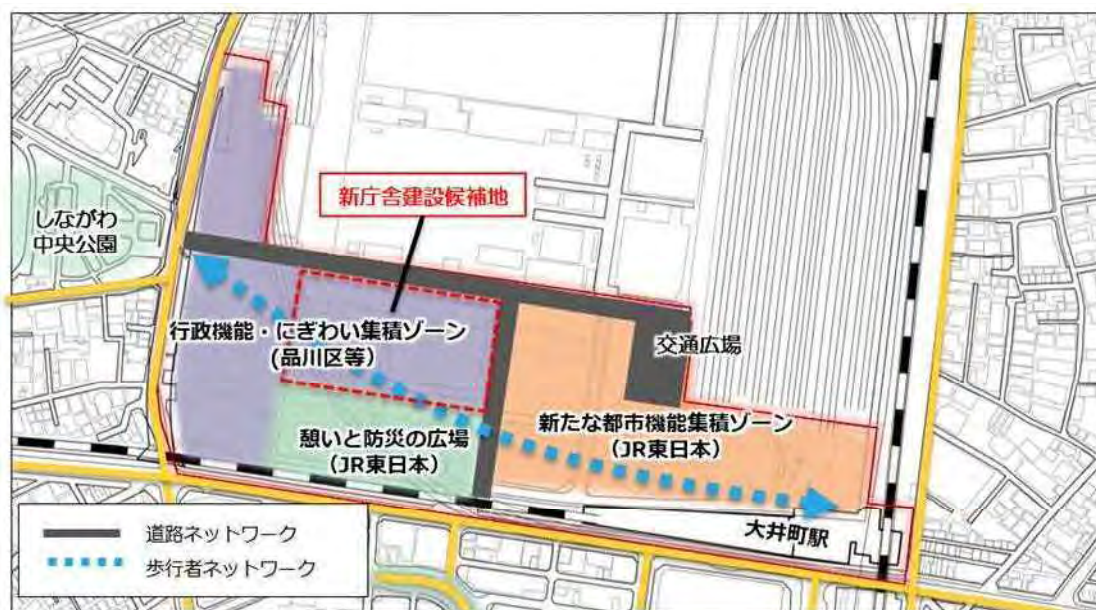 新庁舎建設候補地
しながわ
中央公園
行政機能・にぎわい集積ゾーン
(品川区等)
交通広場
新たな都市機能集積ゾーン
(JR東日本)
憩いと防災の広場
(JR東日本)
大井町駅
道路ネットワーク
歩行者ネットワーク